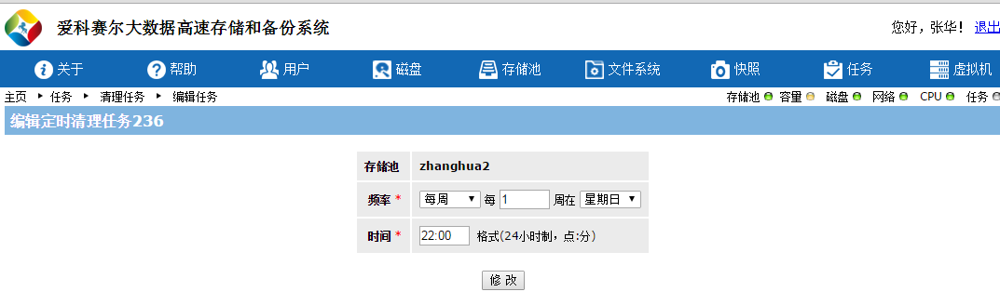 爱科赛尔大数据高速存储和备份系统
您好，张华！ 退出
关于 帮助 用户 磁盘 存储池 文件系统 快照 任务 虚拟机
主页 任务 清理任务 编辑任务 存储池 容量 磁盘 网络 CPU 任务
编辑定时清理任务236
存储池 zhanghua2
频率 * 每周 每 1 周在 星期日
时间 * 22:00 格式(24小时制，点:分)
修 改